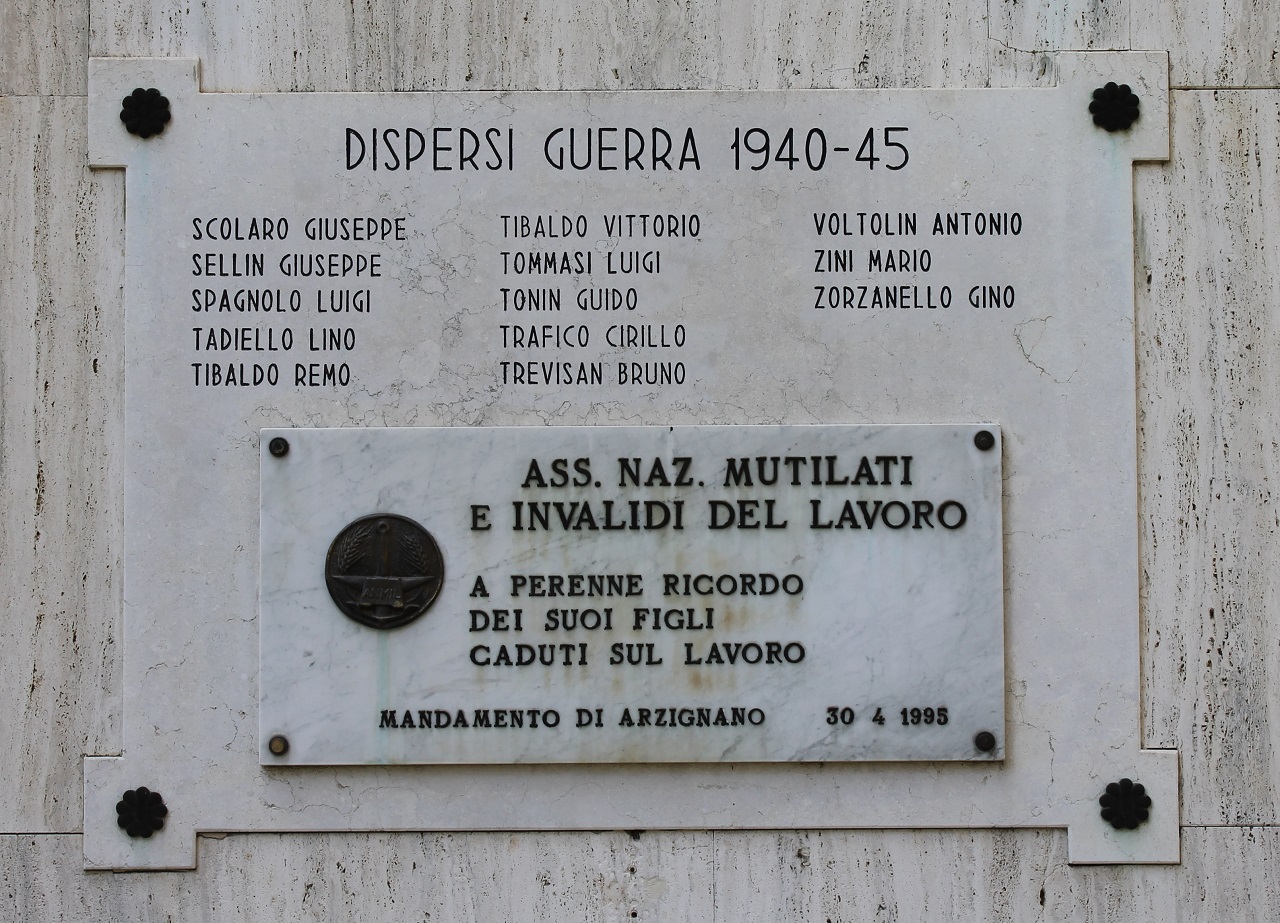 DISPERSI GUERRA 1940-45
SCOLARO GIUSEPPE
SELLIN GIUSEPPE
SPAGNOLO LUIGI
TADIELLO LINO
TIBALDO REMO
TIBALDO VITTORIO
TOMMASI LUIGI
TONIN GUIDO
TRAFICO CIRILLO
TREVISAN BRUNO
VOLTOLIN ANTONIO
ZINI MARIO
ZORZANELLO GINO
ASS. NAZ. MUTILATI
E INVALIDI DEL LAVORO
ANMIL
A PERENNE RICORDO
DEI SUOI FIGLI
CADUTI SUL LAVORO
MANDAMENTO DI ARZIGNANO 30 4 1995